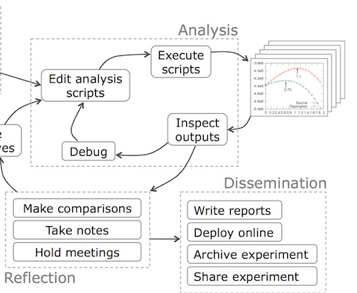 Analysis
Execute
scripts
Edit analysis
scripts
Inspect
outputs
Debug
Dissemination
Make comparisons
Take notes
Hold meetings
Reflection
Write reports
Deploy online
Archive experiment
Share experiment